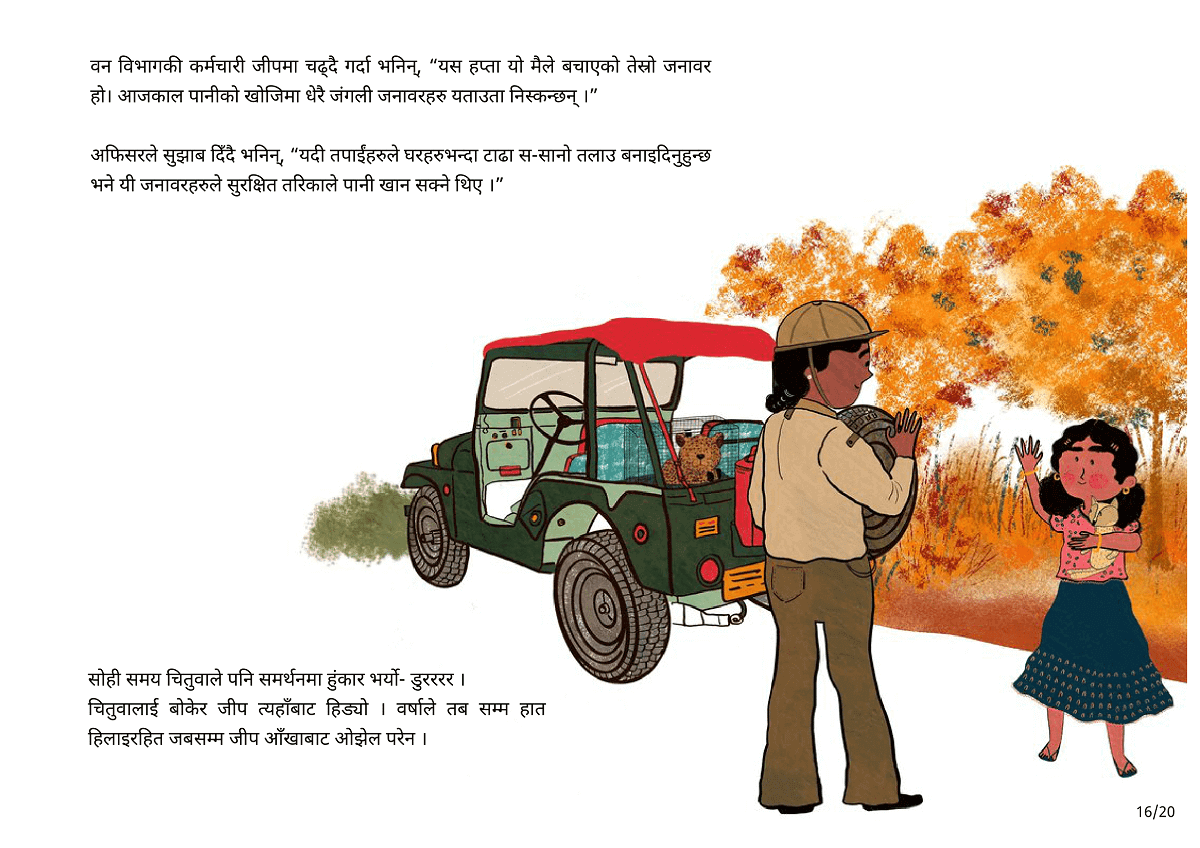 वन विभागकी कर्मचारी जीपमा चढ्दै गर्दा भनिन्, “यस हप्ता यो मैले बचाएको तेस्रो जनावर
हो। आजकाल पानीको खोजिमा धेरै जंगली जनावरहरु यताउता निस्कन्छन् ।”
अफिसरले सुझाब दिँदै भनिन्, “यदी तपाईंहरुले घरहरुभन्दा टाढा स-सानो तलाउ बनाइदिनुहुन्छ
भने यी जनावरहरुले सुरक्षित तरिकाले पानी खान सक्ने थिए ।”
सोही समय चितुवाले पनि समर्थनमा हुंकार भर्यो- डुरररर ।
चितुवालाई बोकेर जीप त्यहाँबाट हिड्यो । वर्षाले तब सम्म हात
हिलाइरहित जबसम्म जीप आँखाबाट ओझेल परेन ।
16/20